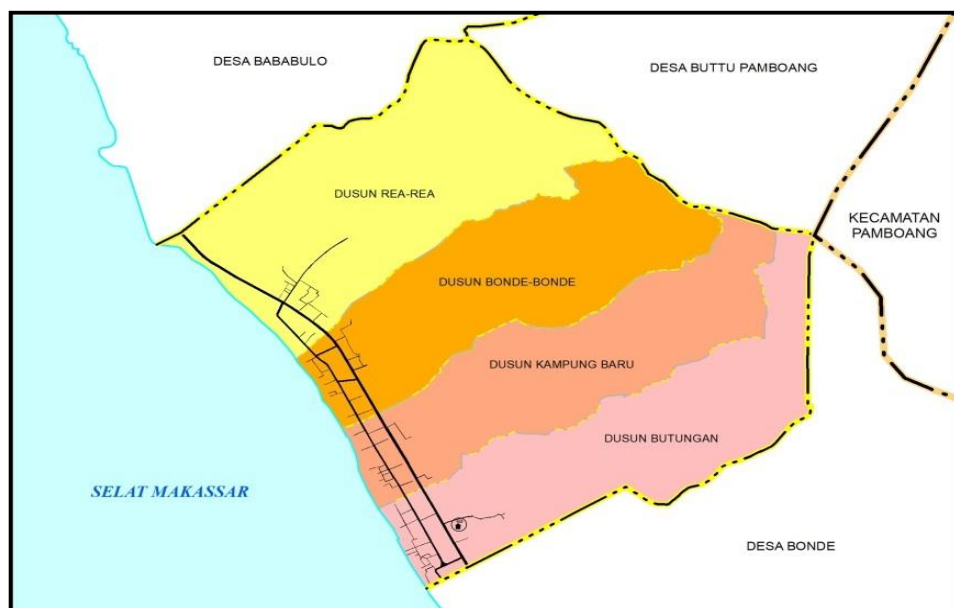 DESA BABABULO
DESA BUTTU PAMBOANG
DUSUN REA-REA
KECAMATAN
PAMBOANG
DUSUN BONDE-BONDE
DUSUN KAMPUNG BARU
DUSUN BUTUNGAN
SELAT MAKASSAR
DESA BONDE